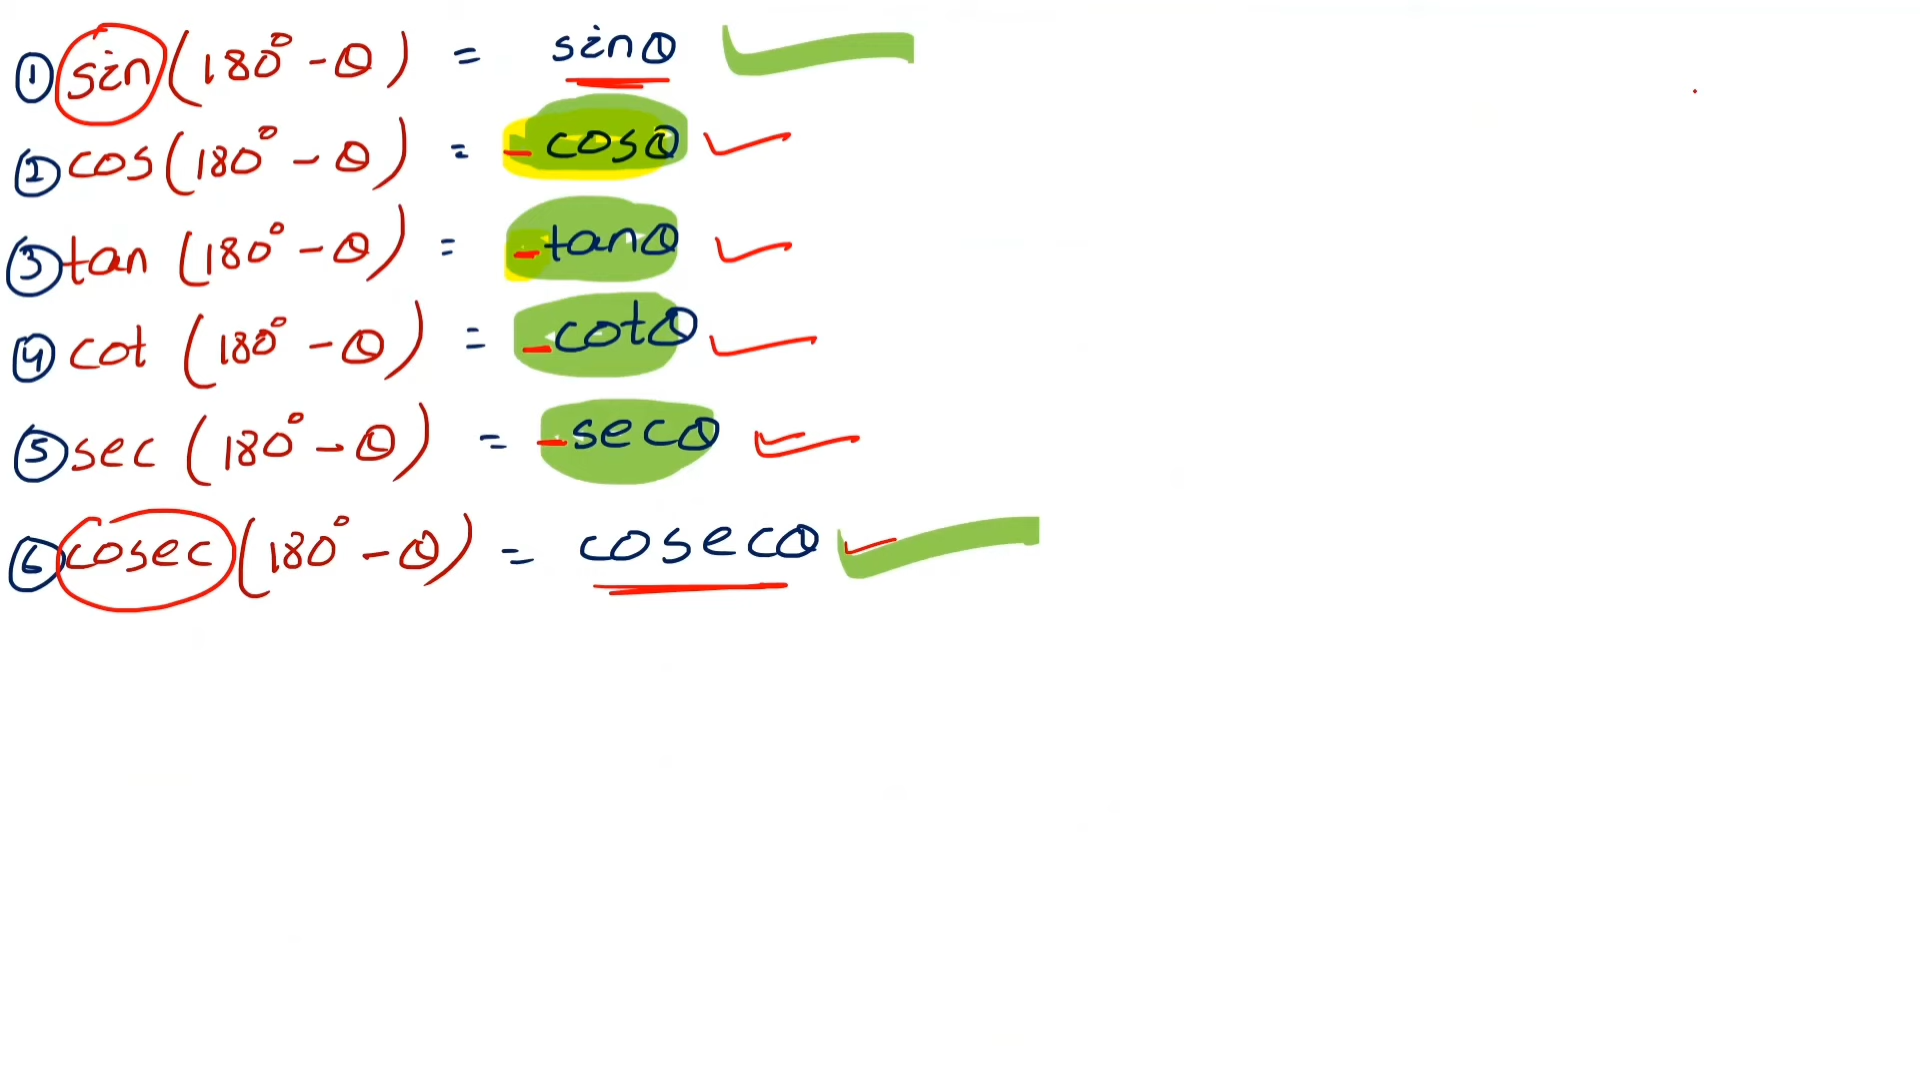 ① sin (180° - θ) = sinθ
② cos (180° - θ) = - cosθ
③ tan (180° - θ) = - tanθ
④ cot (180° - θ) = - cotθ
⑤ sec (180° - θ) = - secθ
⑥ cosec (180° - θ) = cosecθ